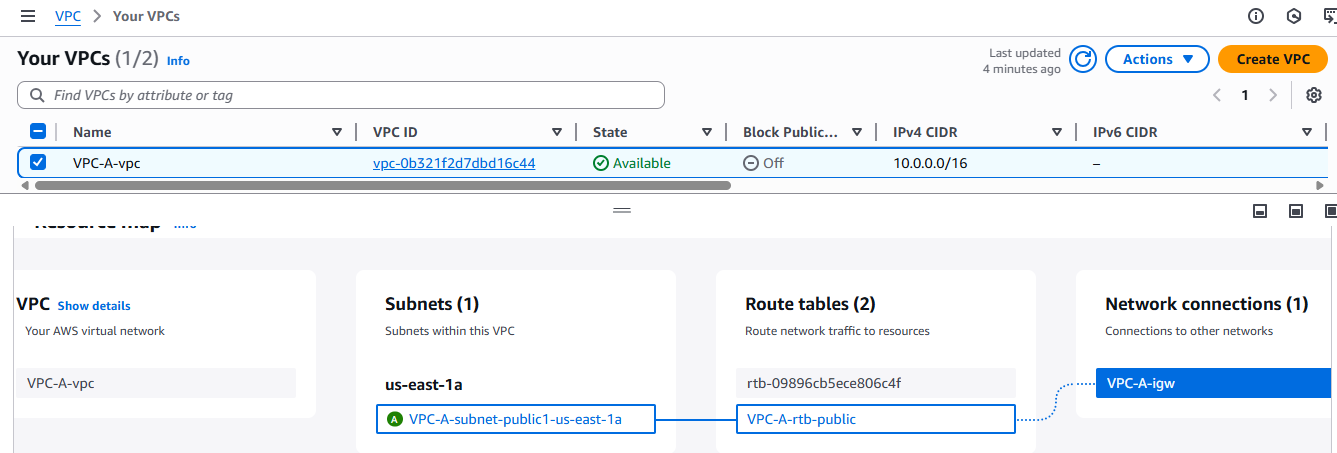 VPC > Your VPCs
Your VPCs (1/2) Info
Last updated
4 minutes ago
Actions
Create VPC
Find VPCs by attribute or tag
1
Name VPC ID State Block Public... IPv4 CIDR IPv6 CIDR
VPC-A-vpc vpc-0b321f2d7dbd16c44 Available Off 10.0.0.0/16 –
Resource map Info
VPC Show details
Your AWS virtual network
VPC-A-vpc
Subnets (1)
Subnets within this VPC
us-east-1a
A VPC-A-subnet-public1-us-east-1a
Route tables (2)
Route network traffic to resources
rtb-09896cb5ece806c4f
VPC-A-rtb-public
Network connections (1)
Connections to other networks
VPC-A-igw